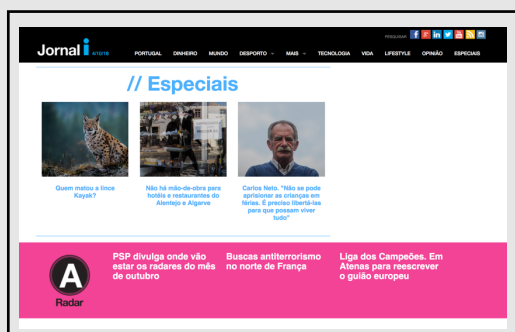 PESQUISAR
Jornal i
PORTUGAL DINHEIRO MUNDO DESPORTO MAIS TECNOLOGIA VIDA LIFESTYLE OPINIÃO ESPECIAIS
// Especiais
Quem matou a lince
Kayak?
Não há mão-de-obra para
hotéis e restaurantes do
Alentejo e Algarve
Carlos Neto. "Não se pode
aprisionar as crianças em
férias. É preciso libertá-las
para que possam viver
tudo"
A
Radar
PSP divulga onde vão
estar os radares do mês
de outubro
Buscas antiterrorismo
no norte de França
Liga dos Campeões. Em
Atenas para reescrever
o guião europeu